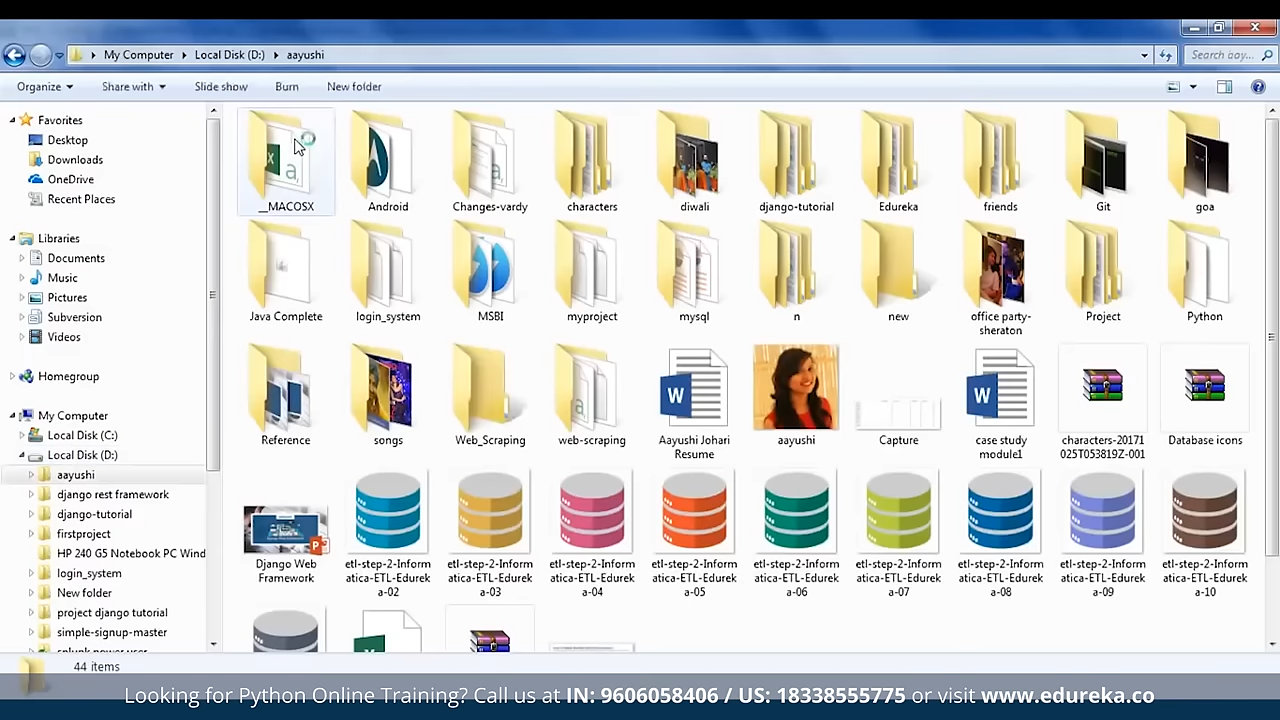 My Computer
Local Disk (D:)
aayushi
Search aay...
Organize
Share with
Slide show
Burn
New folder
Favorites
Desktop
Downloads
OneDrive
Recent Places
Libraries
Documents
Music
Pictures
Subversion
Videos
Homegroup
My Computer
Local Disk (C:)
Local Disk (D:)
aayushi
django rest framework
django-tutorial
firstproject
HP 240 G5 Notebook PC Wind
login_system
New folder
project django tutorial
simple-signup-master
splunk power user
__MACOSX
Android
Changes-vardy
characters
diwali
django-tutorial
Edureka
friends
Git
goa
Java Complete
login_system
MSBI
myproject
mysql
n
new
office party-
sheraton
Project
Python
Reference
songs
Web_Scraping
web-scraping
Aayushi Johari
Resume
aayushi
Capture
case study
module1
characters-20171
025T053819Z-001
Database icons
Django Web
Framework
etl-step-2-Inform
atica-ETL-Edurek
a-02
etl-step-2-Inform
atica-ETL-Edurek
a-03
etl-step-2-Inform
atica-ETL-Edurek
a-04
etl-step-2-Inform
atica-ETL-Edurek
a-05
etl-step-2-Inform
atica-ETL-Edurek
a-06
etl-step-2-Inform
atica-ETL-Edurek
a-07
etl-step-2-Inform
atica-ETL-Edurek
a-08
etl-step-2-Inform
atica-ETL-Edurek
a-09
etl-step-2-Inform
atica-ETL-Edurek
a-10
44 items
Looking for Python Online Training? Call us at IN: 9606058406 / US: 18338555775 or visit www.edureka.co